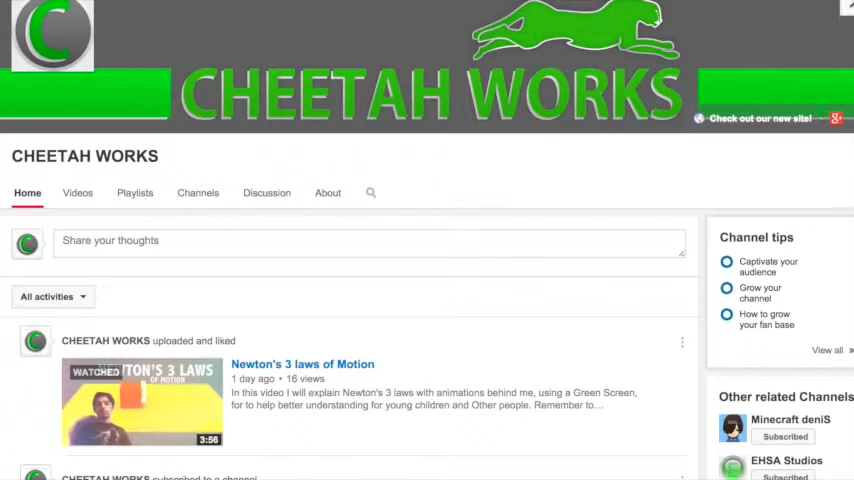 C
CHEETAH WORKS
Check out our new site!
g+
CHEETAH WORKS
Home
Videos
Playlists
Channels
Discussion
About
Share your thoughts
All activities
CHEETAH WORKS uploaded and liked
WATCHED
TON'S 3 LAWS
OF MOTION
3:56
Newton's 3 laws of Motion
1 day ago • 16 views
In this video I will explain Newton's 3 laws with animations behind me, using a Green Screen,
for to help better understanding for young children and Other people. Remember to...
CHEETAH WORKS subscribed to a channel
Channel tips
Captivate your
audience
Grow your
channel
How to grow
your fan base
View all »
Other related Channels
Minecraft deniS
Subscribed
EHSA Studios
Subscribed